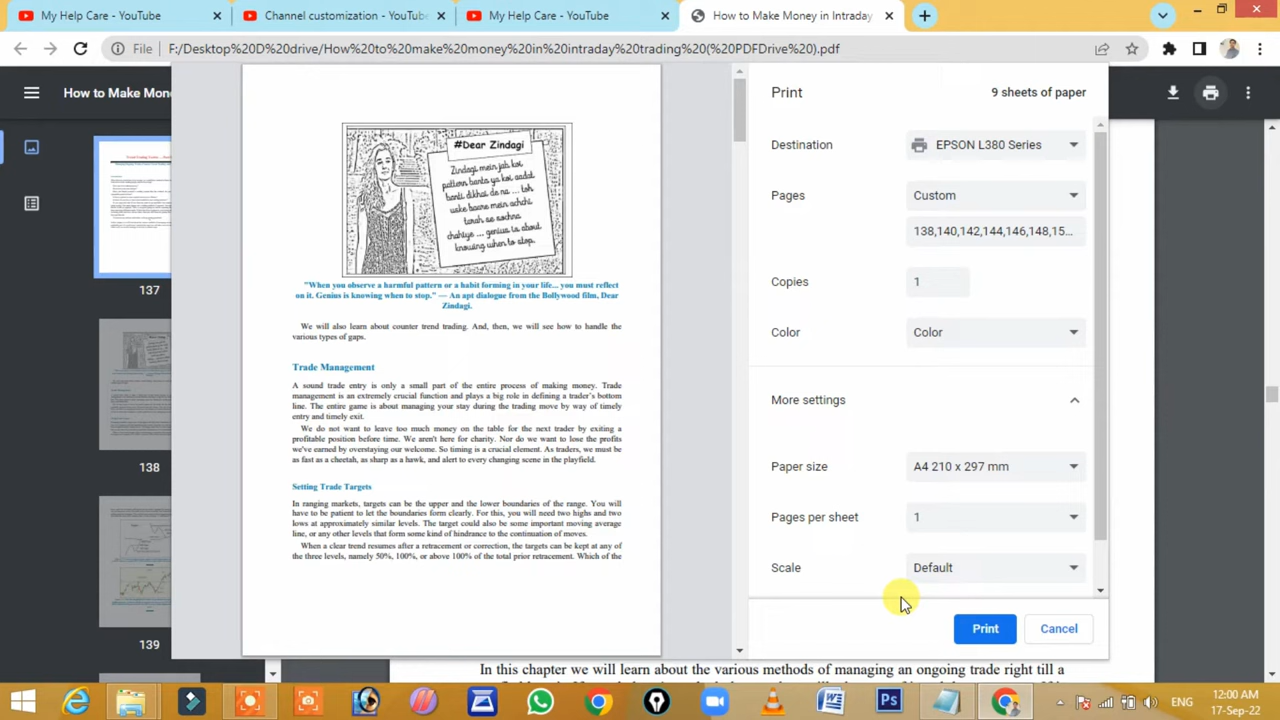 My Help Care - YouTube
Channel customization - YouTube
My Help Care - YouTube
How to Make Money in Intraday
File
F:/Desktop%20D%20drive/How%20to%20make%20money%20in%20intraday%20trading%20(%20PDFDrive%20).pdf
How to Make Mone
137
138
139
#Dear Zindagi
Zindagi mein jab koi
pattern banta ya koi aadat
banti dikhai de na ... toh
uske baare mein achchi
tarah se sochna
chahiye ... genius is about
knowing when to stop.
"When you observe a harmful pattern or a habit forming in your life... you must reflect
on it. Genius is knowing when to stop." — An apt dialogue from the Bollywood film, Dear
Zindagi.
We will also learn about counter trend trading. And, then, we will see how to handle the
various types of gaps.
Trade Management
A sound trade entry is only a small part of the entire process of making money. Trade
management is an extremely crucial function and plays a big role in defining a trader's bottom
line. The entire game is about managing your stay during the trading move by way of timely
entry and timely exit.
We do not want to leave too much money on the table for the next trader by exiting a
profitable position before time. We aren't here for charity. Nor do we want to lose the profits
we've earned by overstaying our welcome. So timing is a crucial element. As traders, we must be
as fast as a cheetah, as sharp as a hawk, and alert to every changing scene in the playfield.
Setting Trade Targets
In ranging markets, targets can be the upper and the lower boundaries of the range. You will
have to be patient to let the boundaries form clearly. For this, you will need two highs and two
lows at approximately similar levels. The target could also be some important moving average
line, or any other levels that form some kind of hindrance to the continuation of moves.
When a clear trend resumes after a retracement or correction, the targets can be kept at any of
the three levels, namely 50%, 100%, or above 100% of the total prior retracement. Which of the
Print
9 sheets of paper
Destination
EPSON L380 Series
Pages
Custom
138,140,142,144,146,148,15...
Copies
1
Color
Color
More settings
Paper size
A4 210 x 297 mm
Pages per sheet
1
Scale
Default
Print
Cancel
In this chapter we will learn about the various methods of managing an ongoing trade right till a
ENG
12:00 AM
17-Sep-22